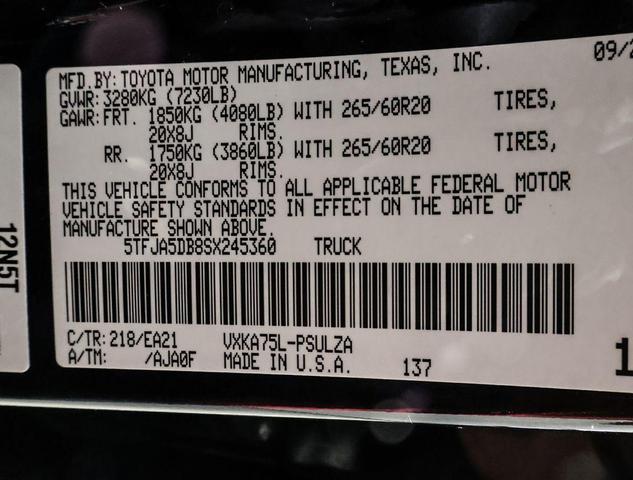 MFD.BY:TOYOTA MOTOR MANUFACTURING, TEXAS, INC.
GVWR:3280KG (7230LB)
GAWR:FRT. 1850KG (4080LB) WITH 265/60R20 TIRES,
20X8J RIMS.
RR. 1750KG (3860LB) WITH 265/60R20 TIRES,
20X8J RIMS.
THIS VEHICLE CONFORMS TO ALL APPLICABLE FEDERAL MOTOR
VEHICLE SAFETY STANDARDS IN EFFECT ON THE DATE OF
MANUFACTURE SHOWN ABOVE.
5TFJA5DB8SX245360 TRUCK
C/TR:218/EA21 VXKA75L-PSULZA
A/TM: /AJA0F MADE IN U.S.A. 137
12N5T